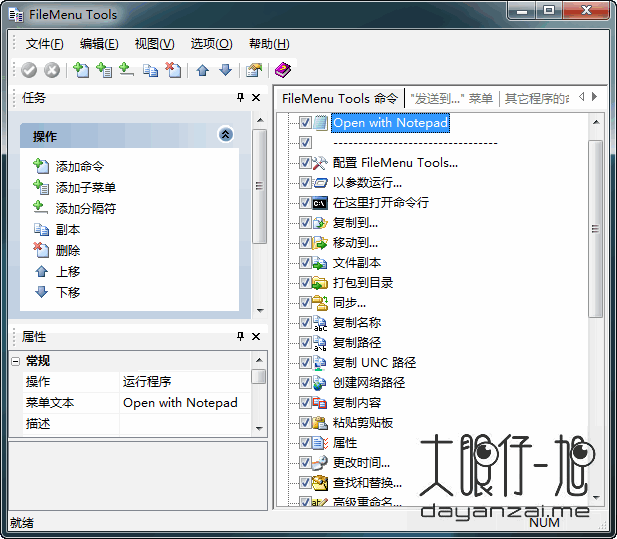 FileMenu Tools
文件(F) 编辑(E) 视图(V) 选项(O) 帮助(H)
任务
操作
添加命令
添加子菜单
添加分隔符
副本
删除
上移
下移
属性
常规
操作 运行程序
菜单文本 Open with Notepad
描述
FileMenu Tools 命令 "发送到..." 菜单 其它程序的
Open with Notepad
---------------------------------
配置 FileMenu Tools...
以参数运行...
C:\
在这里打开命令行
复制到...
移动到...
文件副本
打包到目录
同步...
复制名称
复制路径
复制 UNC 路径
创建网络路径
复制内容
粘贴剪贴板
属性
更改时间...
查找和替换...
高级重命名...
大眼仔~旭
dayanzai.me
就绪
NUM